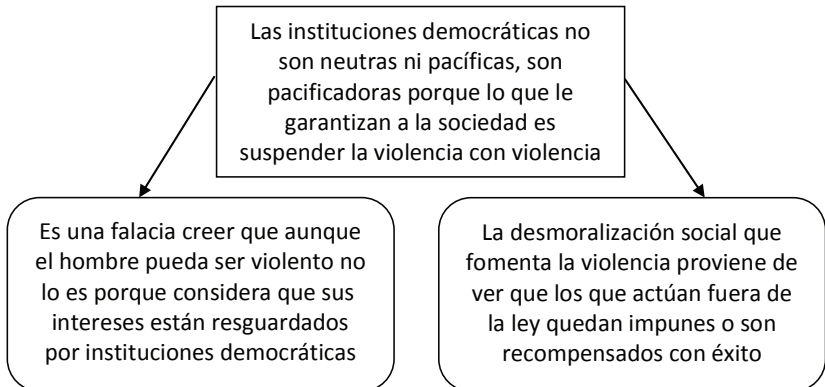 Las instituciones democráticas no
son neutras ni pacíficas, son
pacificadoras porque lo que le
garantizan a la sociedad es
suspender la violencia con violencia
Es una falacia creer que aunque
el hombre pueda ser violento no
lo es porque considera que sus
intereses están resguardados
por instituciones democráticas
La desmoralización social que
fomenta la violencia proviene de
ver que los que actúan fuera de
la ley quedan impunes o son
recompensados con éxito